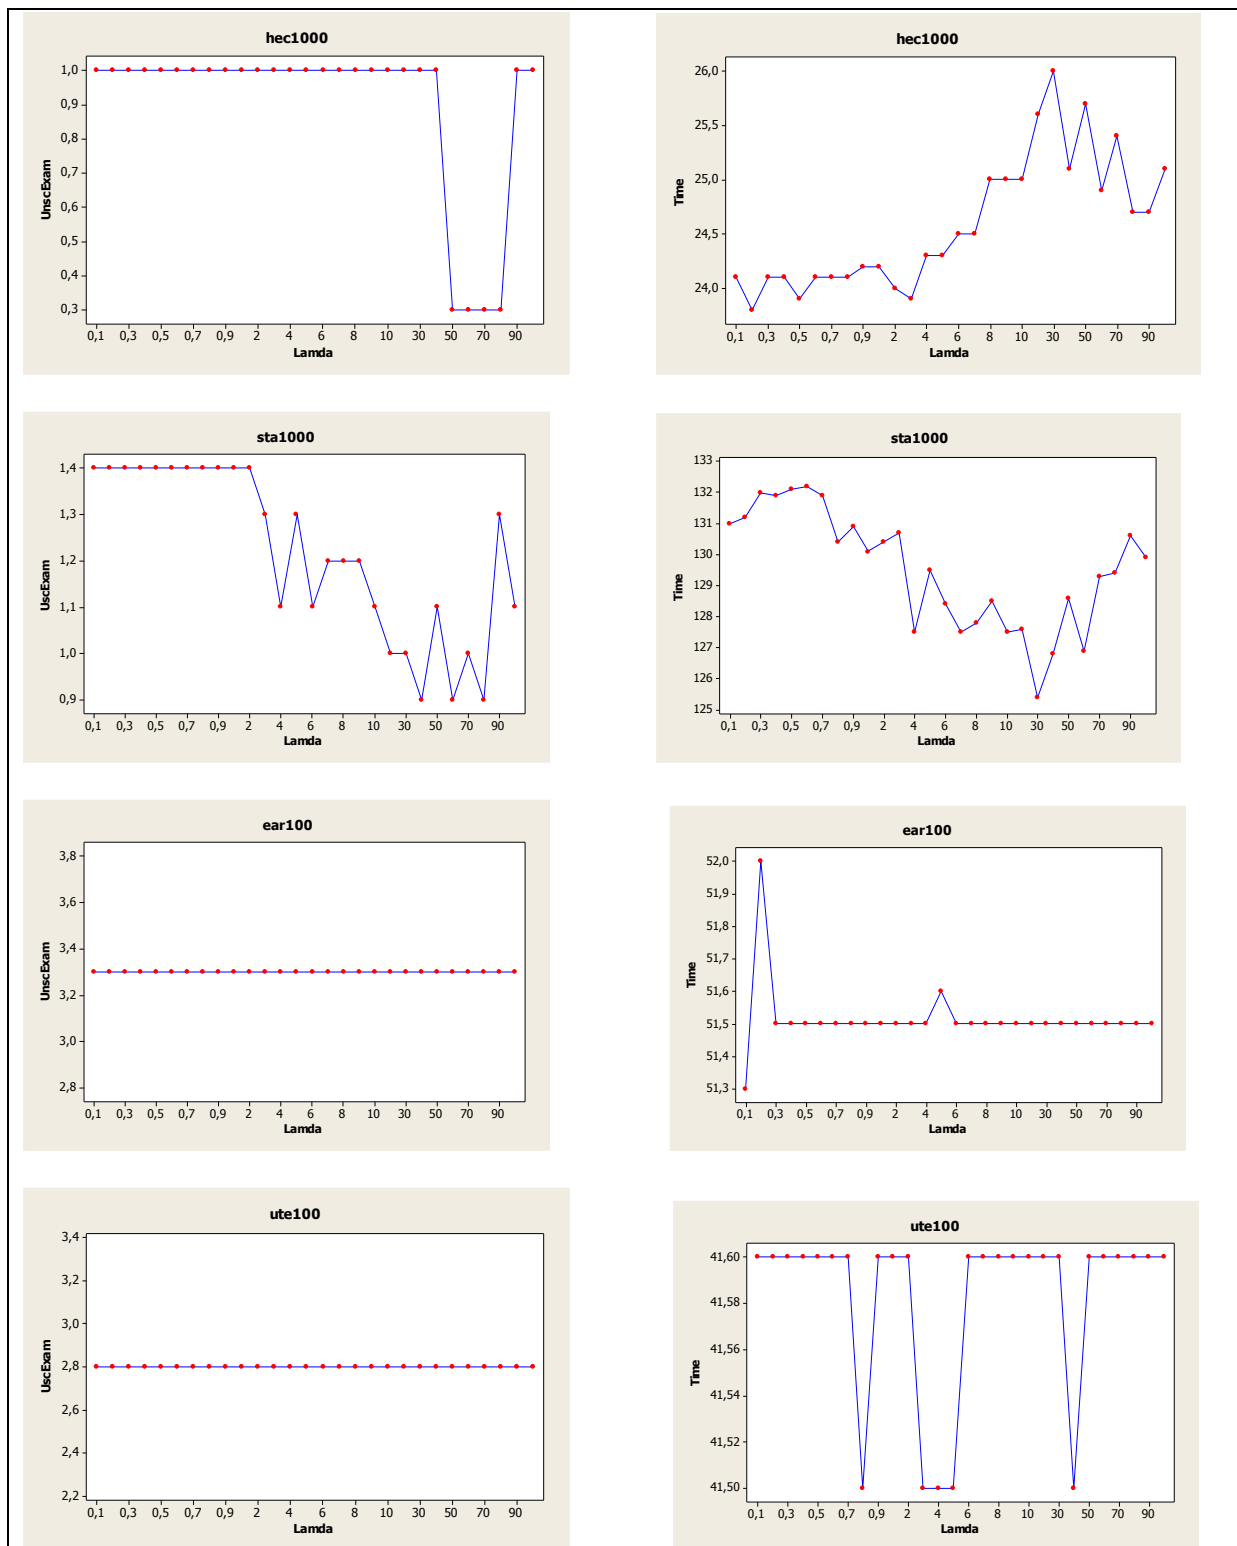 hec1000
1,0
0,9
0,8
0,7
0,6
0,5
0,4
0,3
UnscExam
0,1 0,3 0,5 0,7 0,9 2 4 6 8 10 30 50 70 90
Lamda
hec1000
26,0
25,5
25,0
24,5
24,0
Time
0,1 0,3 0,5 0,7 0,9 2 4 6 8 10 30 50 70 90
Lamda
sta1000
1,4
1,3
1,2
1,1
1,0
0,9
UscExam
0,1 0,3 0,5 0,7 0,9 2 4 6 8 10 30 50 70 90
Lamda
sta1000
133
132
131
130
129
128
127
126
125
Time
0,1 0,3 0,5 0,7 0,9 2 4 6 8 10 30 50 70 90
Lamda
ear100
3,8
3,6
3,4
3,2
3,0
2,8
UnscExam
0,1 0,3 0,5 0,7 0,9 2 4 6 8 10 30 50 70 90
Lamda
ear100
52,0
51,9
51,8
51,7
51,6
51,5
51,4
51,3
Time
0,1 0,3 0,5 0,7 0,9 2 4 6 8 10 30 50 70 90
Lamda
ute100
3,4
3,2
3,0
2,8
2,6
2,4
2,2
UscExam
0,1 0,3 0,5 0,7 0,9 2 4 6 8 10 30 50 70 90
Lamda
ute100
41,60
41,58
41,56
41,54
41,52
41,50
Time
0,1 0,3 0,5 0,7 0,9 2 4 6 8 10 30 50 70 90
Lamda